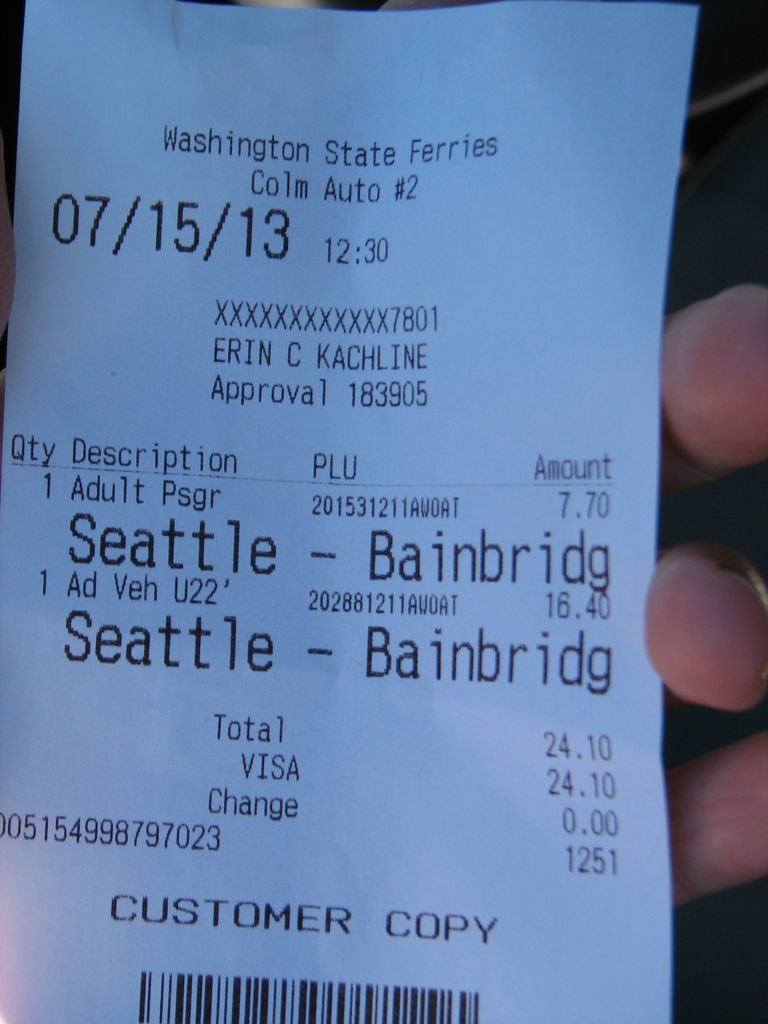 Washington State Ferries
Colm Auto #2
07/15/13 12:30
XXXXXXXXXXXX7801
ERIN C KACHLINE
Approval 183905
Qty Description PLU Amount
1 Adult Psgr 201531211AWOAT 7.70
Seattle - Bainbridg
1 Ad Veh U22' 202881211AWOAT 16.40
Seattle - Bainbridg
Total 24.10
VISA 24.10
Change 0.00
005154998797023 1251
CUSTOMER COPY